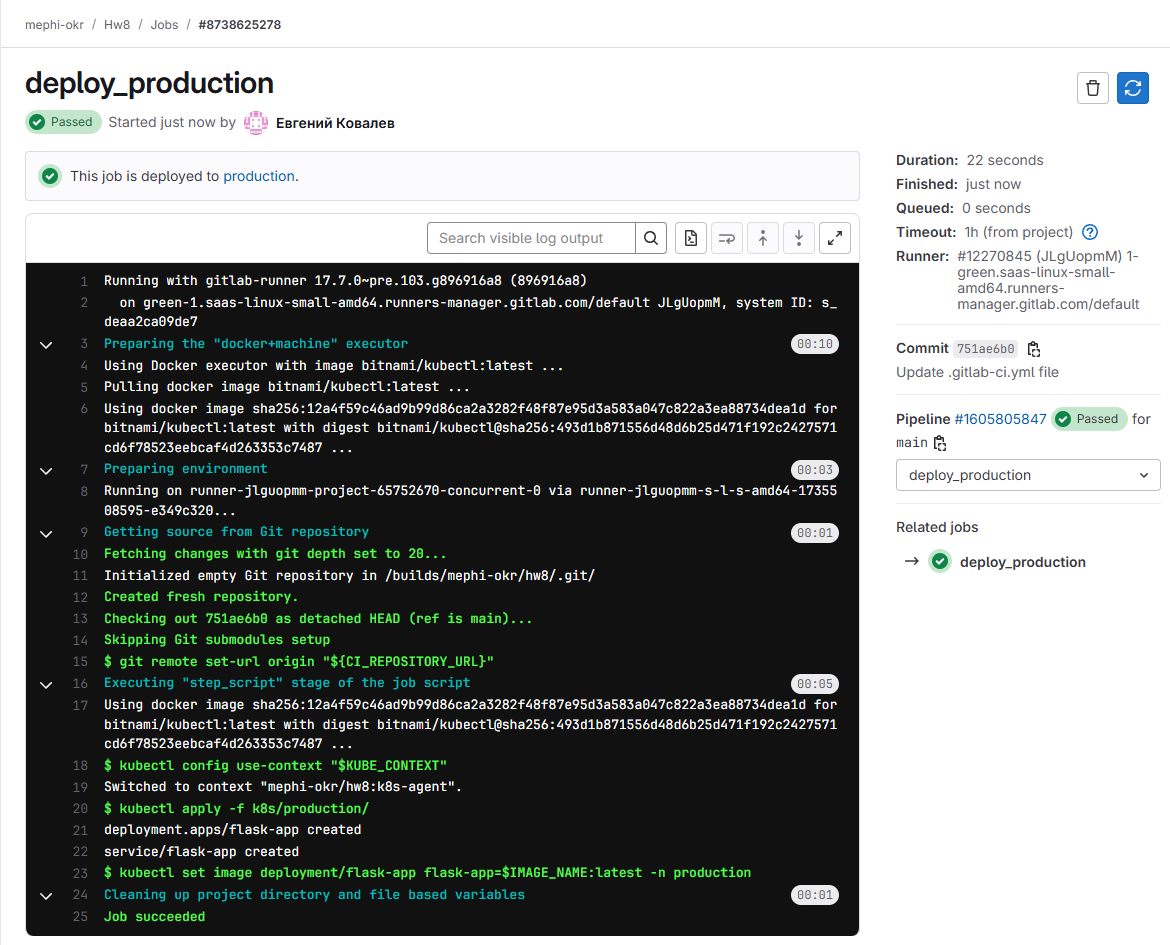 mephi-okr / Hw8 / Jobs / #8738625278
deploy_production
Passed Started just now by Евгений Ковалев
This job is deployed to production.
Search visible log output
1 Running with gitlab-runner 17.7.0~pre.103.g896916a8 (896916a8)
2 on green-1.saas-linux-small-amd64.runners-manager.gitlab.com/default JLgUopmM, system ID: s_
deaa2ca09de7
3 Preparing the "docker+machine" executor 00:10
4 Using Docker executor with image bitnami/kubectl:latest ...
5 Pulling docker image bitnami/kubectl:latest ...
6 Using docker image sha256:12a4f59c46ad9b99d86ca2a3282f48f87e95d3a583a047c822a3ea88734dea1d for
bitnami/kubectl:latest with digest bitnami/kubectl@sha256:493d1b871556d48d6b25d471f192c2427571
cd6f78523eebcaf4d263353c7487 ...
7 Preparing environment 00:03
8 Running on runner-jlguopmm-project-65752670-concurrent-0 via runner-jlguopmm-s-l-s-amd64-17355
08595-e349c320...
9 Getting source from Git repository 00:01
10 Fetching changes with git depth set to 20...
11 Initialized empty Git repository in /builds/mephi-okr/hw8/.git/
12 Created fresh repository.
13 Checking out 751ae6b0 as detached HEAD (ref is main)...
14 Skipping Git submodules setup
15 $ git remote set-url origin "${CI_REPOSITORY_URL}"
16 Executing "step_script" stage of the job script 00:05
17 Using docker image sha256:12a4f59c46ad9b99d86ca2a3282f48f87e95d3a583a047c822a3ea88734dea1d for
bitnami/kubectl:latest with digest bitnami/kubectl@sha256:493d1b871556d48d6b25d471f192c2427571
cd6f78523eebcaf4d263353c7487 ...
18 $ kubectl config use-context "$KUBE_CONTEXT"
19 Switched to context "mephi-okr/hw8:k8s-agent".
20 $ kubectl apply -f k8s/production/
21 deployment.apps/flask-app created
22 service/flask-app created
23 $ kubectl set image deployment/flask-app flask-app=$IMAGE_NAME:latest -n production
24 Cleaning up project directory and file based variables 00:01
25 Job succeeded
Duration: 22 seconds
Finished: just now
Queued: 0 seconds
Timeout: 1h (from project) ?
Runner: #12270845 (JLgUopmM) 1-
green.saas-linux-small-
amd64.runners-
manager.gitlab.com/default
Commit 751ae6b0
Update .gitlab-ci.yml file
Pipeline #1605805847 Passed for
main
deploy_production
Related jobs
→ deploy_production